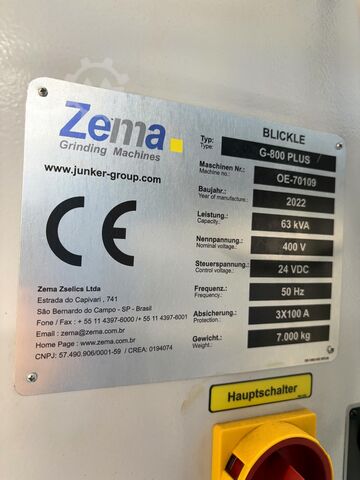 Zema
Grinding Machines
www.junker-group.com
CE
Zema Zselics Ltda
Estrada do Capivari , 741
São Bernardo do Campo - SP - Brasil
Fone / Fax : + 55 11 4397-6000 / + 55 11 4397-6001
Email : zema@zema.com.br
Home Page : www.zema.com.br
CNPJ: 57.490.906/0001-59 / CREA: 0194074
BLICKLE
Typ: G-800 PLUS
Type:
Maschinen Nr.: OE-70109
Machine no.:
Baujahr.: 2022
Year of manufacture.:
Leistung.: 63 kVA
Capacity.:
Nennpannung.: 400 V
Nominal voltage.:
Steuerspannung.: 24 VDC
Control voltage.:
Frequenz.: 50 Hz
Frequency.:
Absicherung.: 3X100 A
Protection.:
Gewicht.: 7.000 kg
Weight.:
Hauptschalter